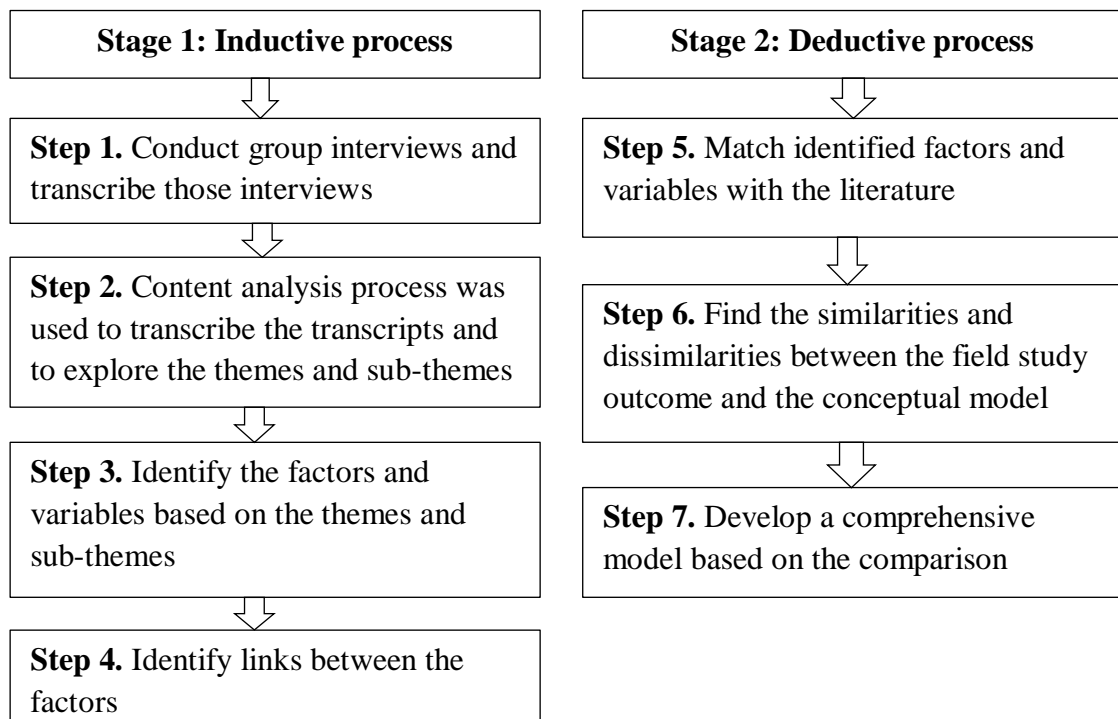 Stage 1: Inductive process
Step 1. Conduct group interviews and
transcribe those interviews
Step 2. Content analysis process was
used to transcribe the transcripts and
to explore the themes and sub-themes
Step 3. Identify the factors and
variables based on the themes and
sub-themes
Step 4. Identify links between the
factors
Stage 2: Deductive process
Step 5. Match identified factors and
variables with the literature
Step 6. Find the similarities and
dissimilarities between the field study
outcome and the conceptual model
Step 7. Develop a comprehensive
model based on the comparison